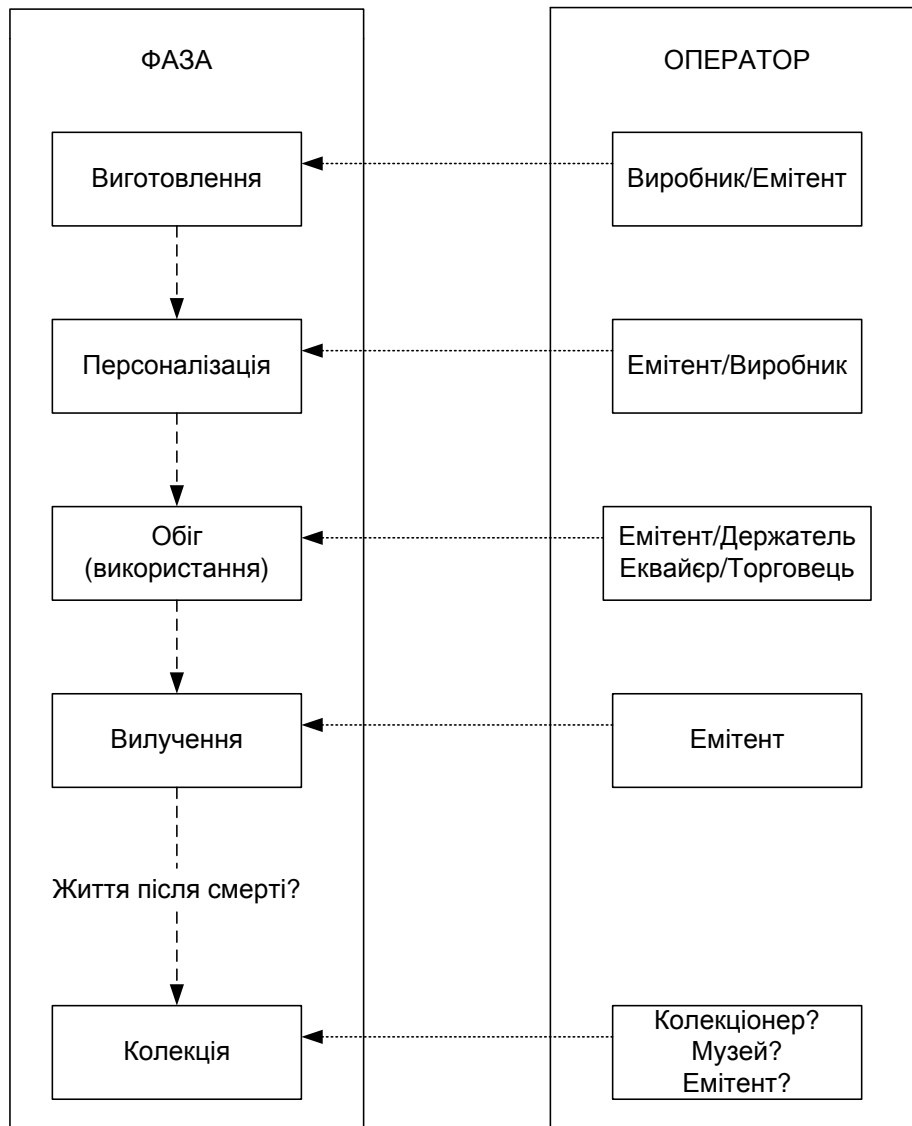 ФАЗА
ОПЕРАТОР
Виготовлення
Виробник/Емітент
Персоналізація
Емітент/Виробник
Обіг
(використання)
Емітент/Держатель
Еквайєр/Торговець
Вилучення
Емітент
Життя після смерті?
Колекція
Колекціонер?
Музей?
Емітент?